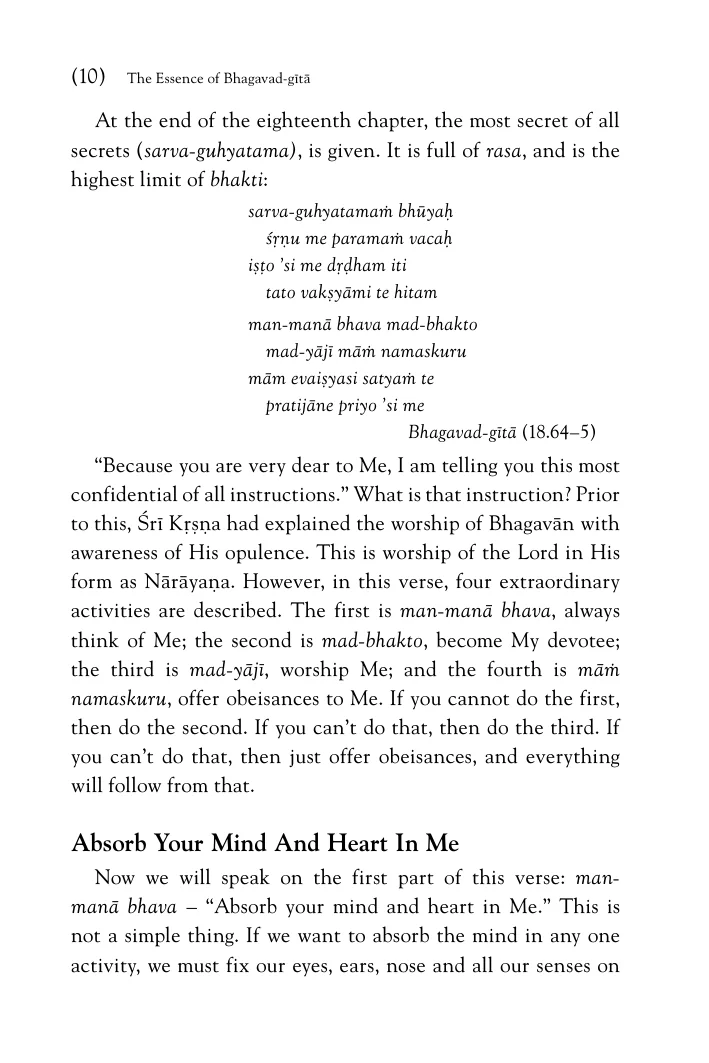 (10) The Essence of Bhagavad-gītā
At the end of the eighteenth chapter, the most secret of all
secrets (sarva-guhyatama), is given. It is full of rasa, and is the
highest limit of bhakti:
sarva-guhyatamaṁ bhūyaḥ
śṛṇu me paramaṁ vacaḥ
iṣṭo ’si me dṛḍham iti
tato vakṣyāmi te hitam
man-manā bhava mad-bhakto
mad-yājī māṁ namaskuru
mām evaiṣyasi satyaṁ te
pratijāne priyo ’si me
Bhagavad-gītā (18.64–5)
“Because you are very dear to Me, I am telling you this most
confidential of all instructions.” What is that instruction? Prior
to this, Śrī Kṛṣṇa had explained the worship of Bhagavān with
awareness of His opulence. This is worship of the Lord in His
form as Nārāyaṇa. However, in this verse, four extraordinary
activities are described. The first is man-manā bhava, always
think of Me; the second is mad-bhakto, become My devotee;
the third is mad-yājī, worship Me; and the fourth is māṁ
namaskuru, offer obeisances to Me. If you cannot do the first,
then do the second. If you can’t do that, then do the third. If
you can’t do that, then just offer obeisances, and everything
will follow from that.
Absorb Your Mind And Heart In Me
Now we will speak on the first part of this verse: man-
manā bhava – “Absorb your mind and heart in Me.” This is
not a simple thing. If we want to absorb the mind in any one
activity, we must fix our eyes, ears, nose and all our senses on